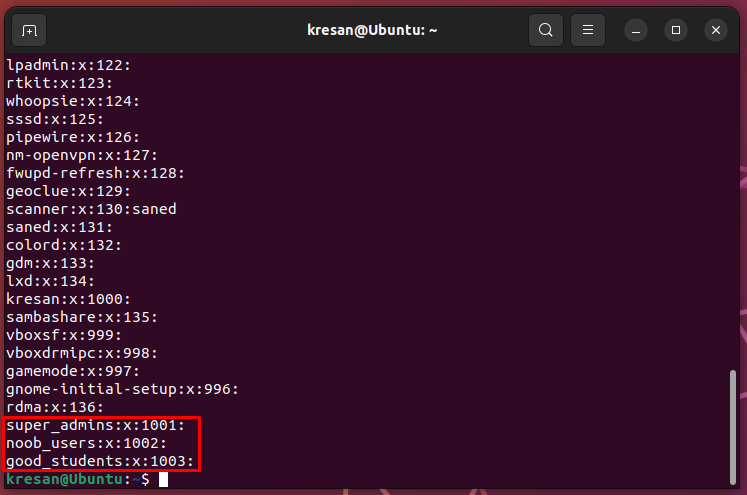 kresan@Ubuntu: ~
lpadmin:x:122:
rtkit:x:123:
whoopsie:x:124:
sssd:x:125:
pipewire:x:126:
nm-openvpn:x:127:
fwupd-refresh:x:128:
geoclue:x:129:
scanner:x:130:saned
saned:x:131:
colord:x:132:
gdm:x:133:
lxd:x:134:
kresan:x:1000:
sambashare:x:135:
vboxsf:x:999:
vboxdrmipc:x:998:
gamemode:x:997:
gnome-initial-setup:x:996:
rdma:x:136:
super_admins:x:1001:
noob_users:x:1002:
good_students:x:1003:
kresan@Ubuntu:~$